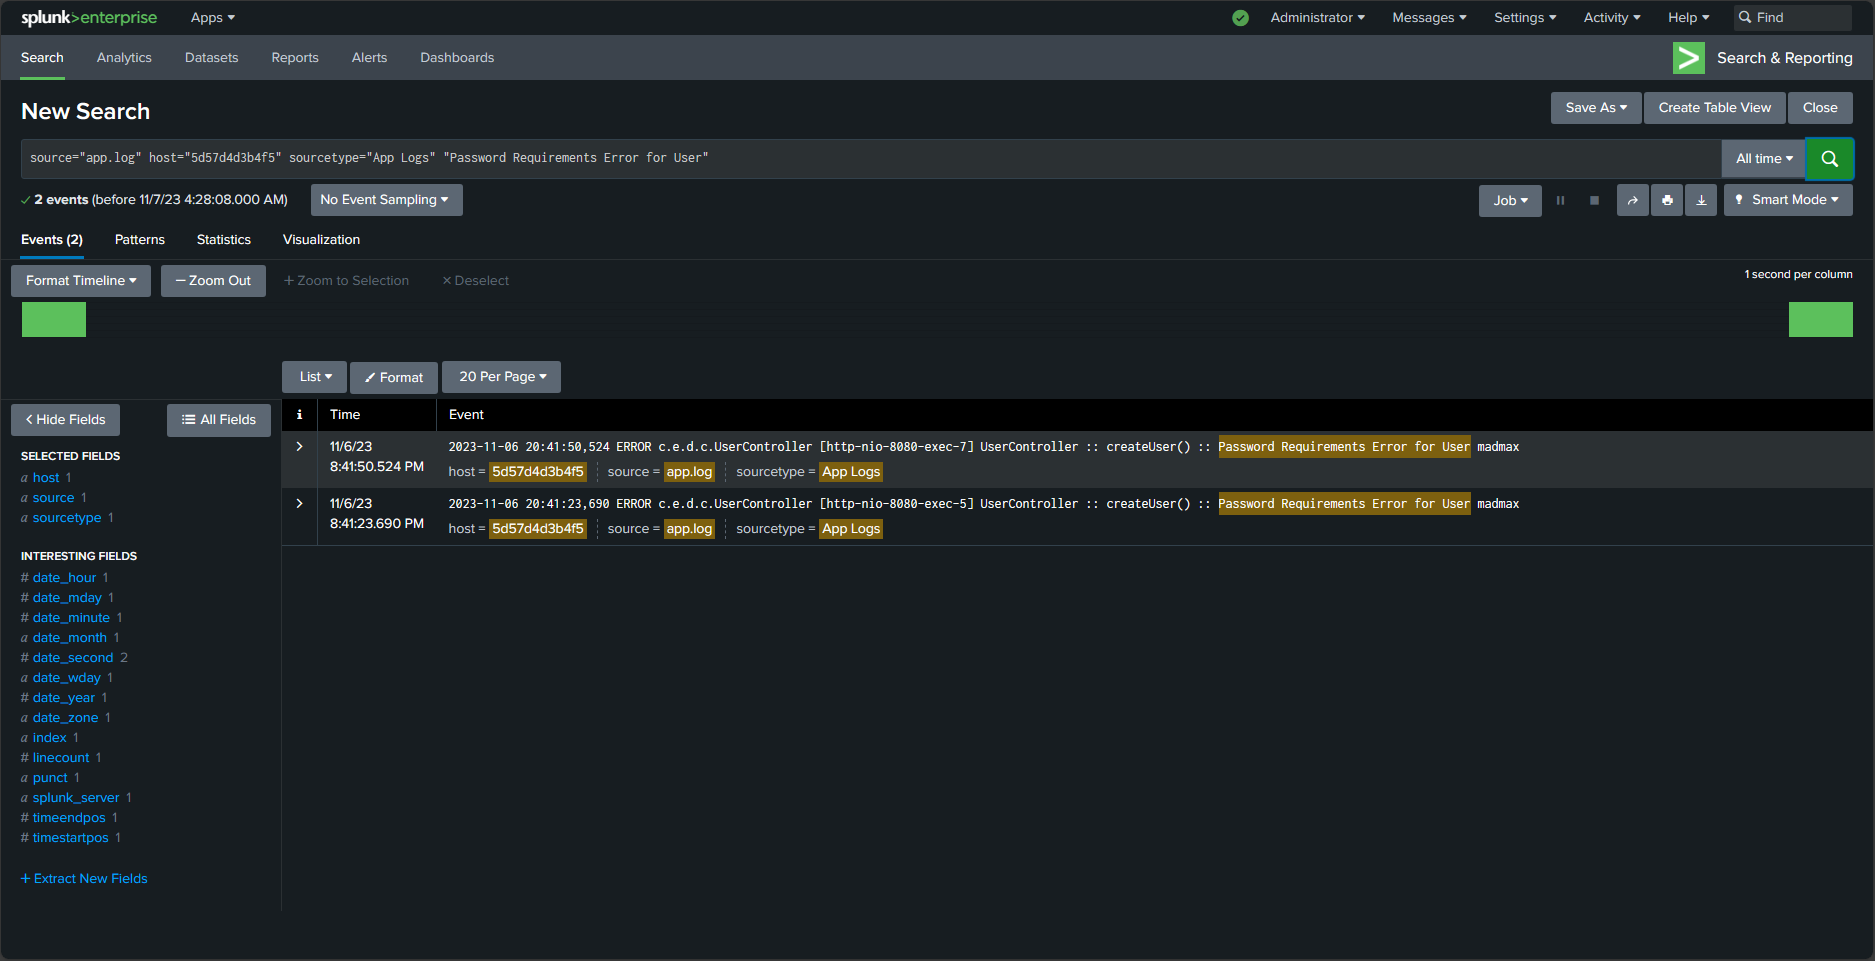 splunk>enterprise Apps Administrator Messages Settings Activity Help Find
Search Analytics Datasets Reports Alerts Dashboards Search & Reporting
New Search
Save As Create Table View Close
source="app.log" host="5d57d4d3b4f5" sourcetype="App Logs" "Password Requirements Error for User"
All time
2 events (before 11/7/23 4:28:08.000 AM) No Event Sampling Job Smart Mode
Events (2) Patterns Statistics Visualization
Format Timeline — Zoom Out + Zoom to Selection × Deselect 1 second per column
List Format 20 Per Page
< Hide Fields All Fields
i Time Event
SELECTED FIELDS
a host 1
a source 1
a sourcetype 1
INTERESTING FIELDS
# date_hour 1
# date_mday 1
# date_minute 1
a date_month 1
# date_second 2
a date_wday 1
# date_year 1
a date_zone 1
a index 1
# linecount 1
a punct 1
a splunk_server 1
# timeendpos 1
# timestartpos 1
+ Extract New Fields
11/6/23
8:41:50.524 PM
2023-11-06 20:41:50,524 ERROR c.e.d.c.UserController [http-nio-8080-exec-7] UserController :: createUser() :: Password Requirements Error for User madmax
host = 5d57d4d3b4f5 source = app.log sourcetype = App Logs
11/6/23
8:41:23.690 PM
2023-11-06 20:41:23,690 ERROR c.e.d.c.UserController [http-nio-8080-exec-5] UserController :: createUser() :: Password Requirements Error for User madmax
host = 5d57d4d3b4f5 source = app.log sourcetype = App Logs